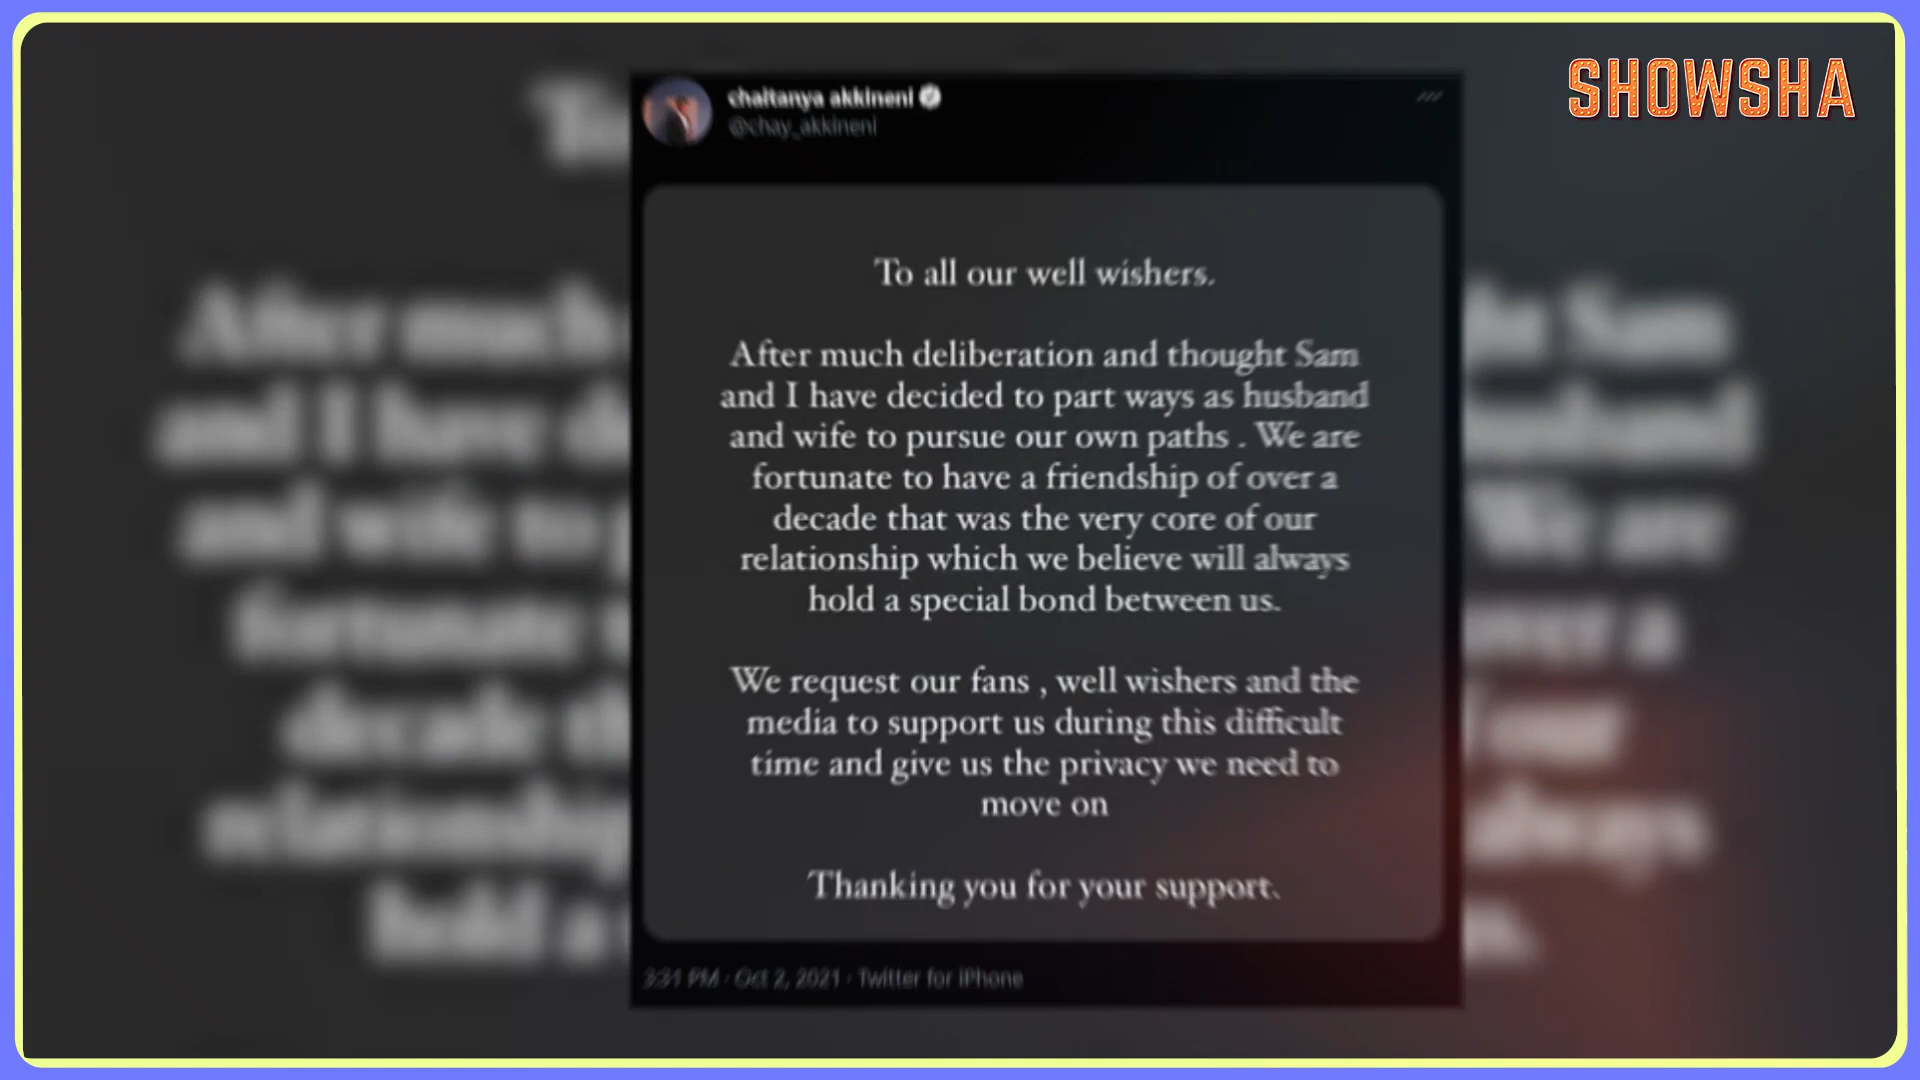 SHOWSHA
chaitanya akkineni
@chay_akkineni
To all our well wishers.
After much deliberation and thought Sam
and I have decided to part ways as husband
and wife to pursue our own paths . We are
fortunate to have a friendship of over a
decade that was the very core of our
relationship which we believe will always
hold a special bond between us.
We request our fans , well wishers and the
media to support us during this difficult
time and give us the privacy we need to
move on
Thanking you for your support.
3:31 PM · Oct 2, 2021 · Twitter for iPhone